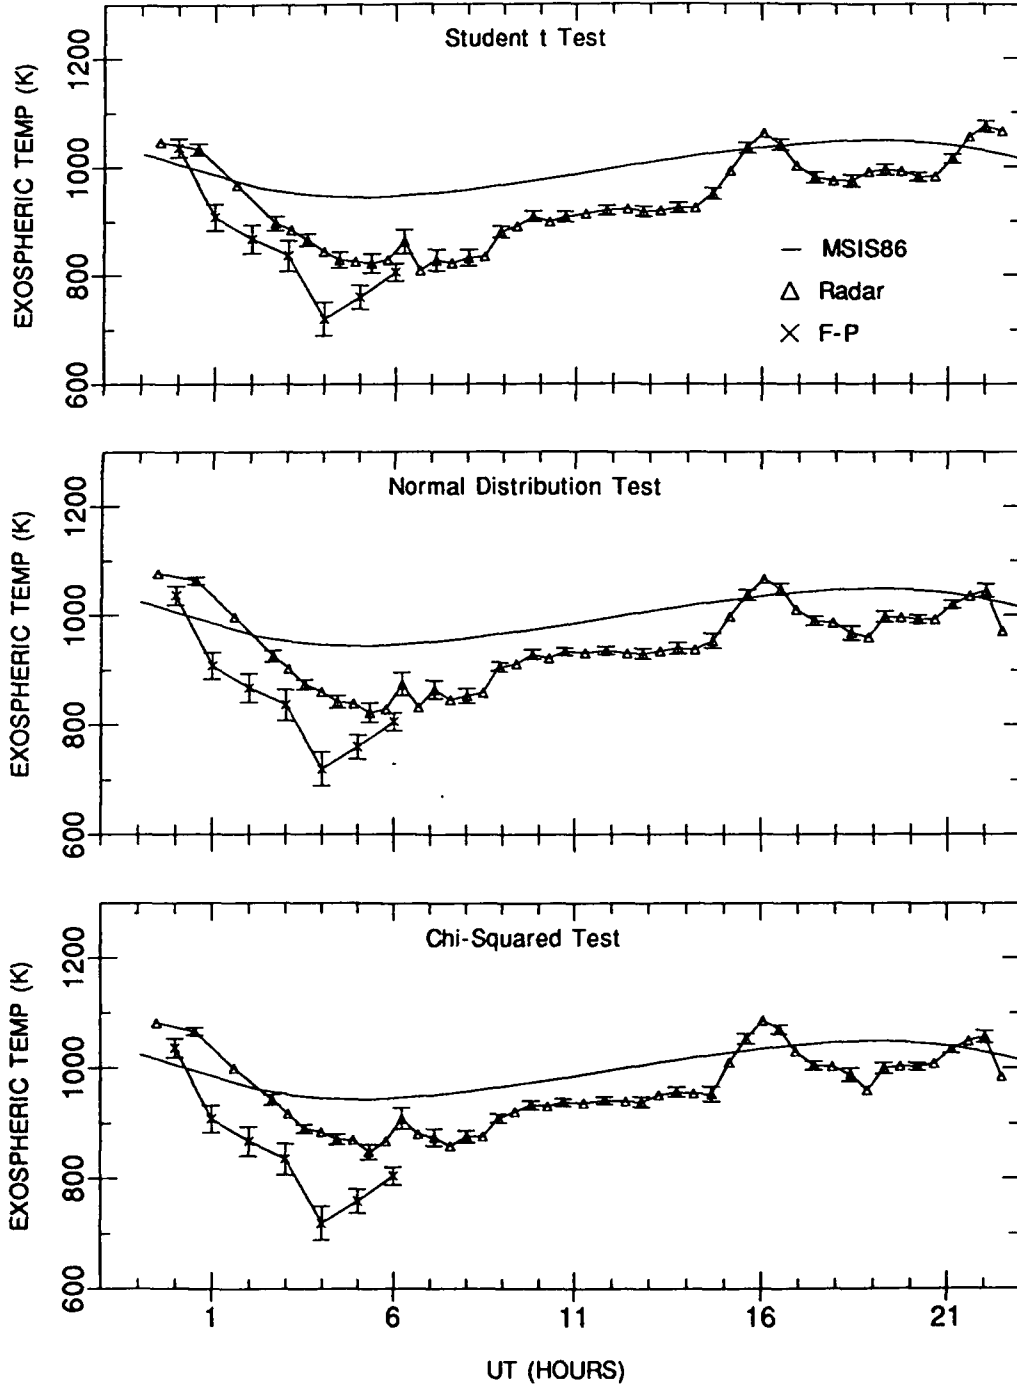 Student t Test
EXOSPHERIC TEMP (K)
1200
1000
800
600
— MSIS86
△ Radar
× F-P
Normal Distribution Test
EXOSPHERIC TEMP (K)
1200
1000
800
600
Chi-Squared Test
EXOSPHERIC TEMP (K)
1200
1000
800
600
1 6 11 16 21
UT (HOURS)